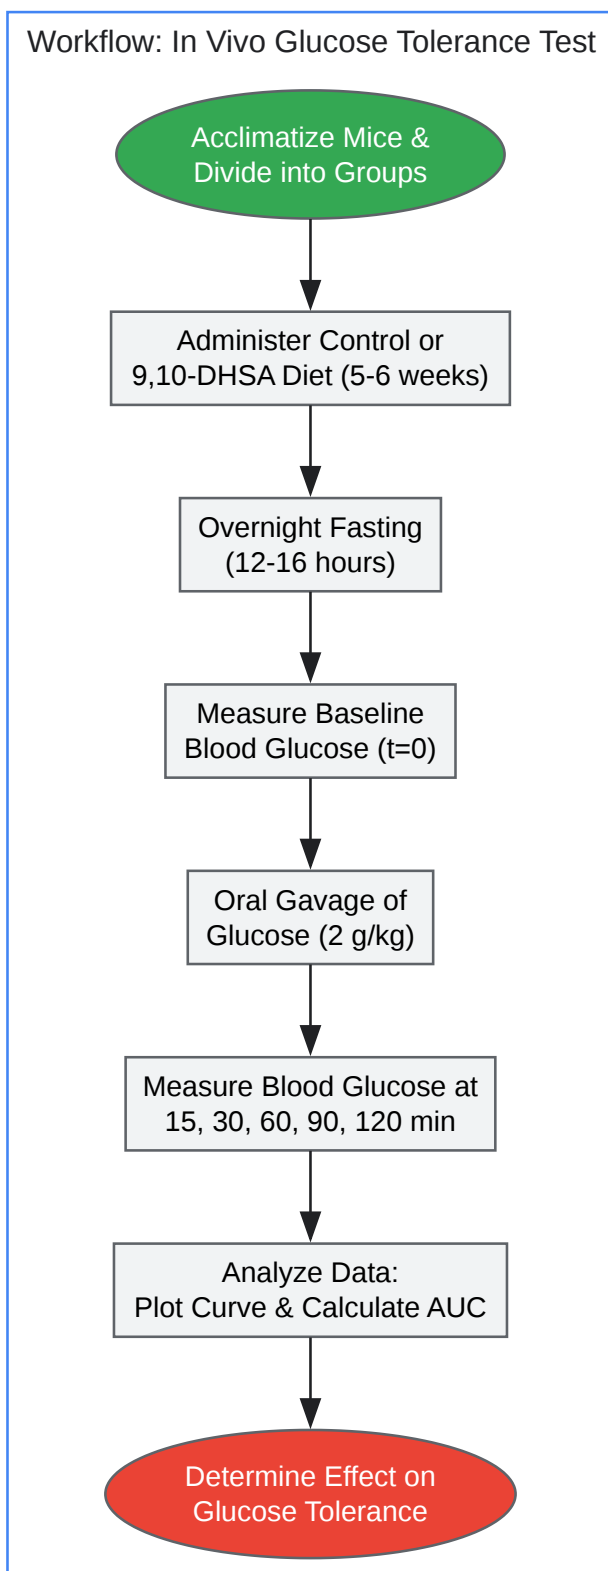 Workflow: In Vivo Glucose Tolerance Test
Acclimatize Mice &
Divide into Groups
Administer Control or
9,10-DHSA Diet (5-6 weeks)
Overnight Fasting
(12-16 hours)
Measure Baseline
Blood Glucose (t=0)
Oral Gavage of
Glucose (2 g/kg)
Measure Blood Glucose at
15, 30, 60, 90, 120 min
Analyze Data:
Plot Curve & Calculate AUC
Determine Effect on
Glucose Tolerance